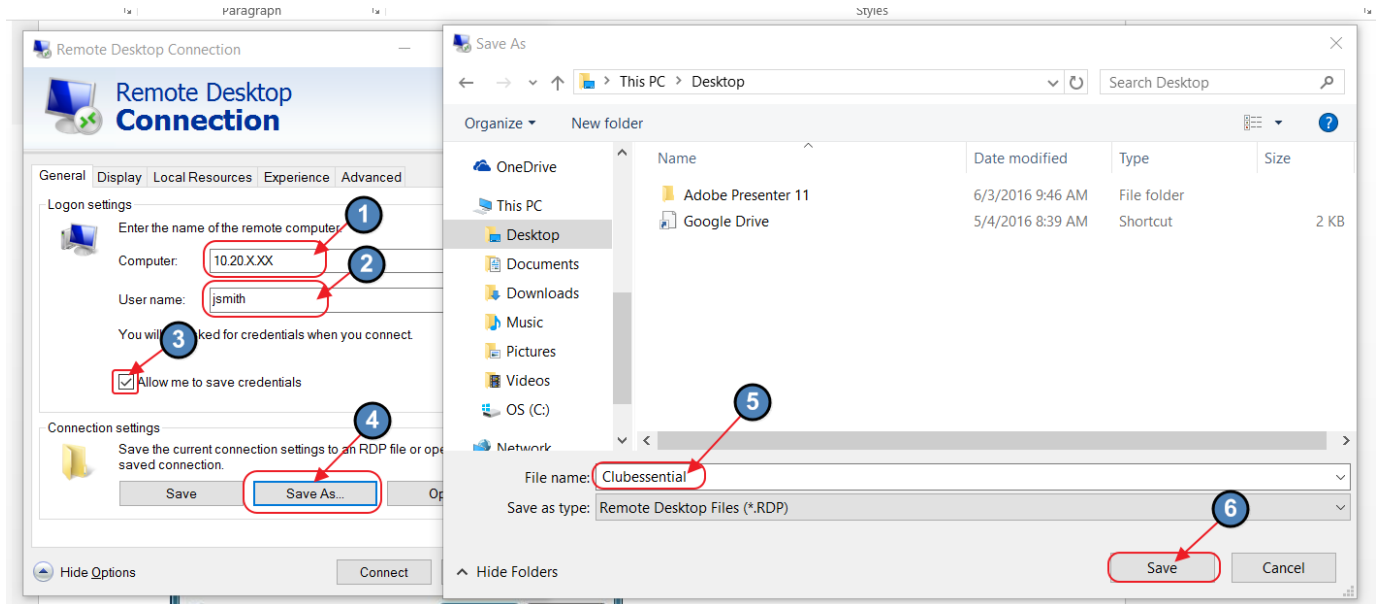 Paragraph
Styles
Remote Desktop Connection
Remote Desktop
Connection
General Display Local Resources Experience Advanced
Logon settings
Enter the name of the remote computer.
1
Computer: 10.20.X.XX
2
User name: jsmith
You will ked for credentials when you connect.
3
Allow me to save credentials
4
Connection settings
Save the current connection settings to an RDP file or ope
saved connection.
Save Save As... Op
Hide Options Connect
Save As
This PC > Desktop
Search Desktop
Organize New folder
?
Name Date modified Type Size
OneDrive
This PC
Desktop
Documents
Downloads
Music
Pictures
Videos
OS (C:)
Network
Adobe Presenter 11 6/3/2016 9:46 AM File folder
Google Drive 5/4/2016 8:39 AM Shortcut 2 KB
5
File name: Clubessential
Save as type: Remote Desktop Files (*.RDP)
6
Hide Folders Save Cancel